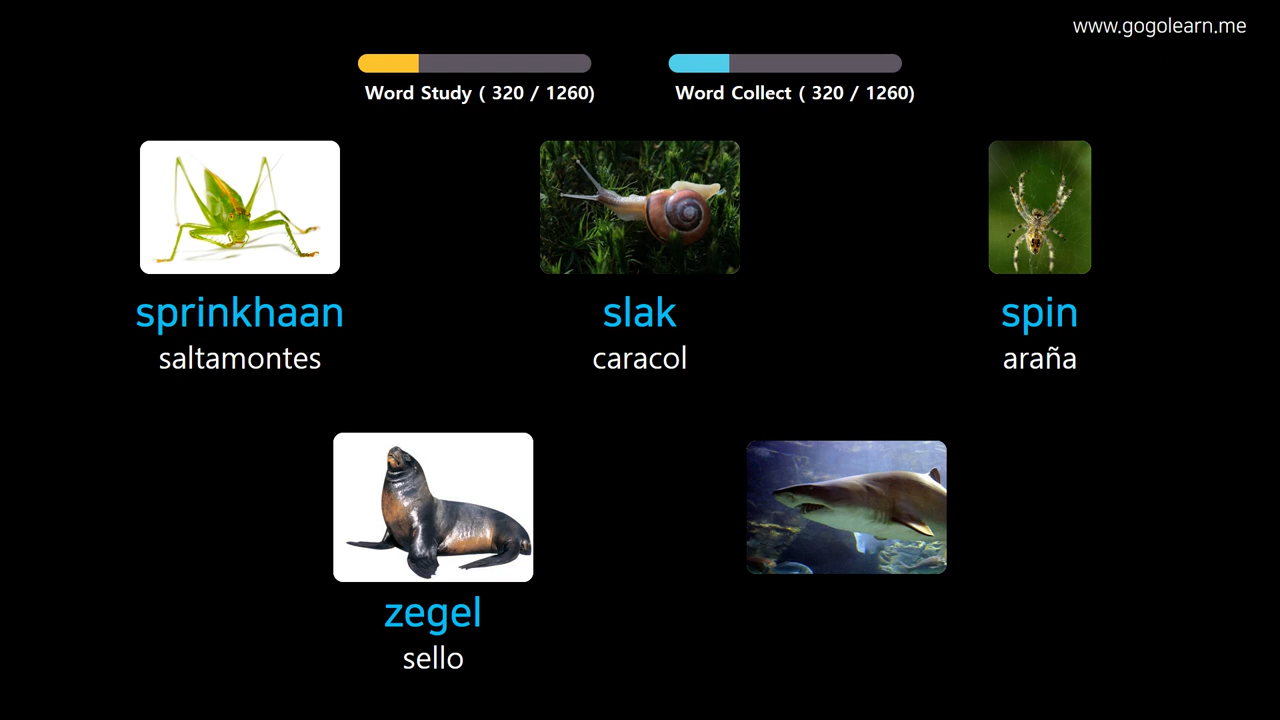 www.gogolearn.me
Word Study ( 320 / 1260)
Word Collect ( 320 / 1260)
sprinkhaan
saltamontes
slak
caracol
spin
araña
zegel
sello